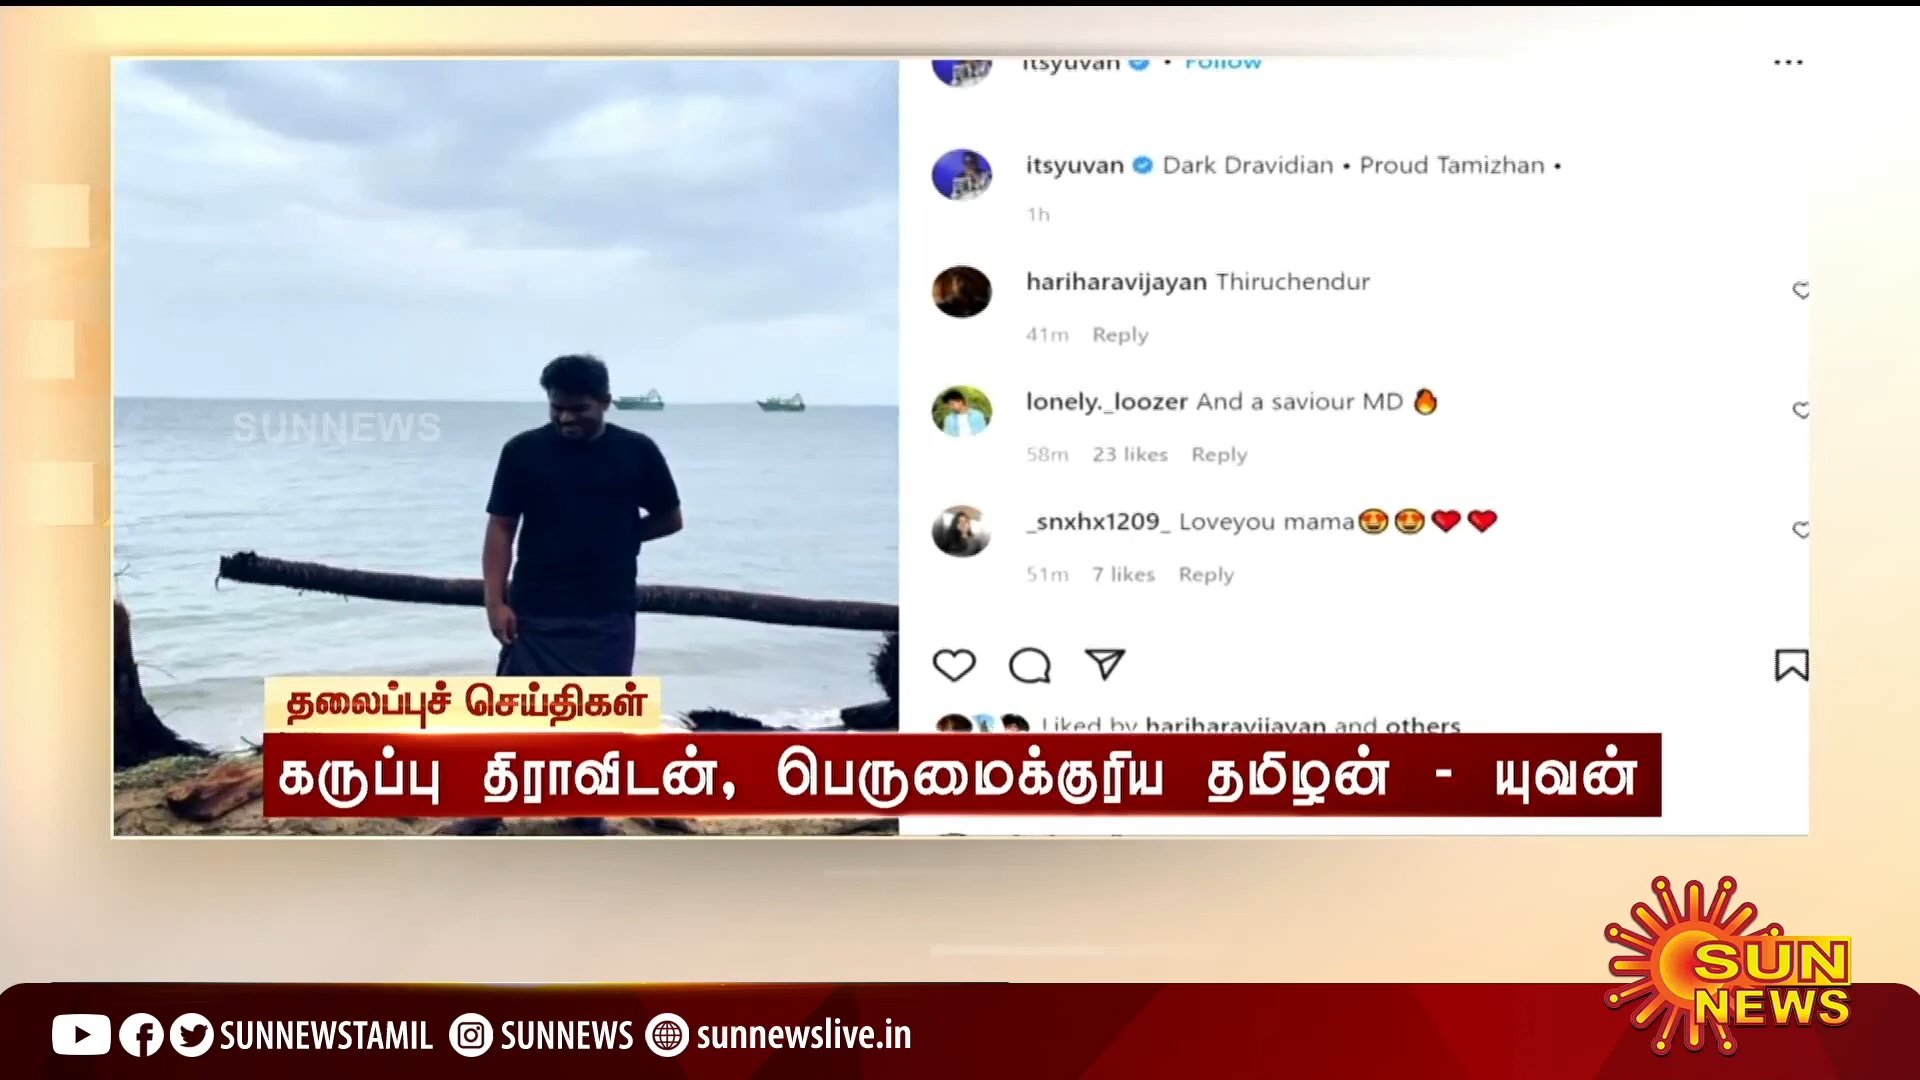 itsyuvan • Follow
itsyuvan Dark Dravidian • Proud Tamizhan •
1h
hariharavijayan Thiruchendur
41m Reply
lonely._loozer And a saviour MD 🔥
58m 23 likes Reply
_snxhx1209_ Loveyou mama😍😍❤️❤️
51m 7 likes Reply
SUNNEWS
Liked by hariharavijayan and others
தலைப்புச் செய்திகள்
கருப்பு திராவிடன், பெருமைக்குரிய தமிழன் - யுவன்
SUN
NEWS
SUNNEWSTAMIL SUNNEWS sunnewslive.in